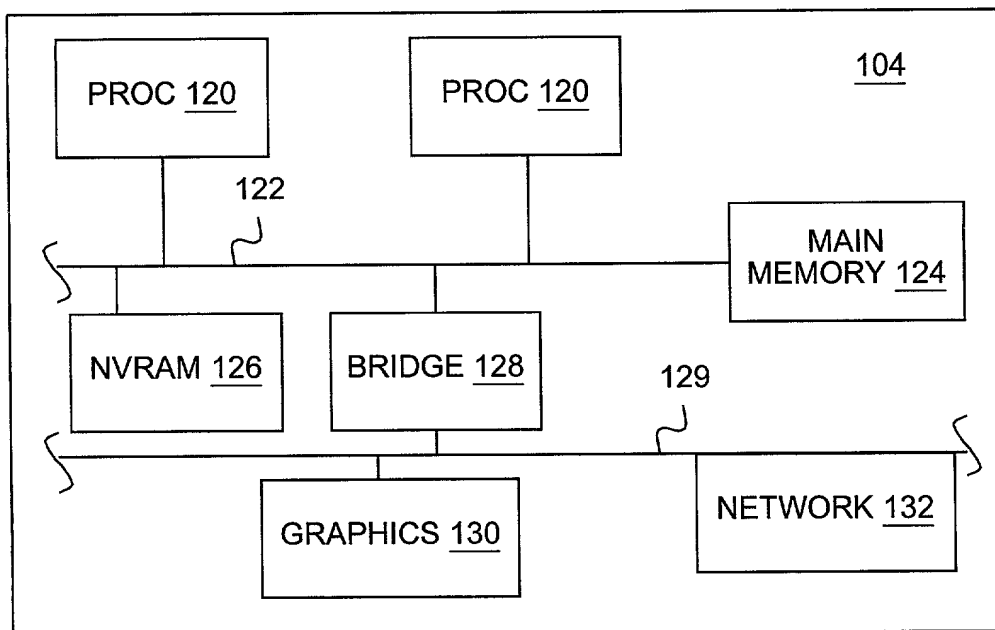 PROC 120
PROC 120
104
122
MAIN
MEMORY 124
NVRAM 126
BRIDGE 128
129
GRAPHICS 130
NETWORK 132